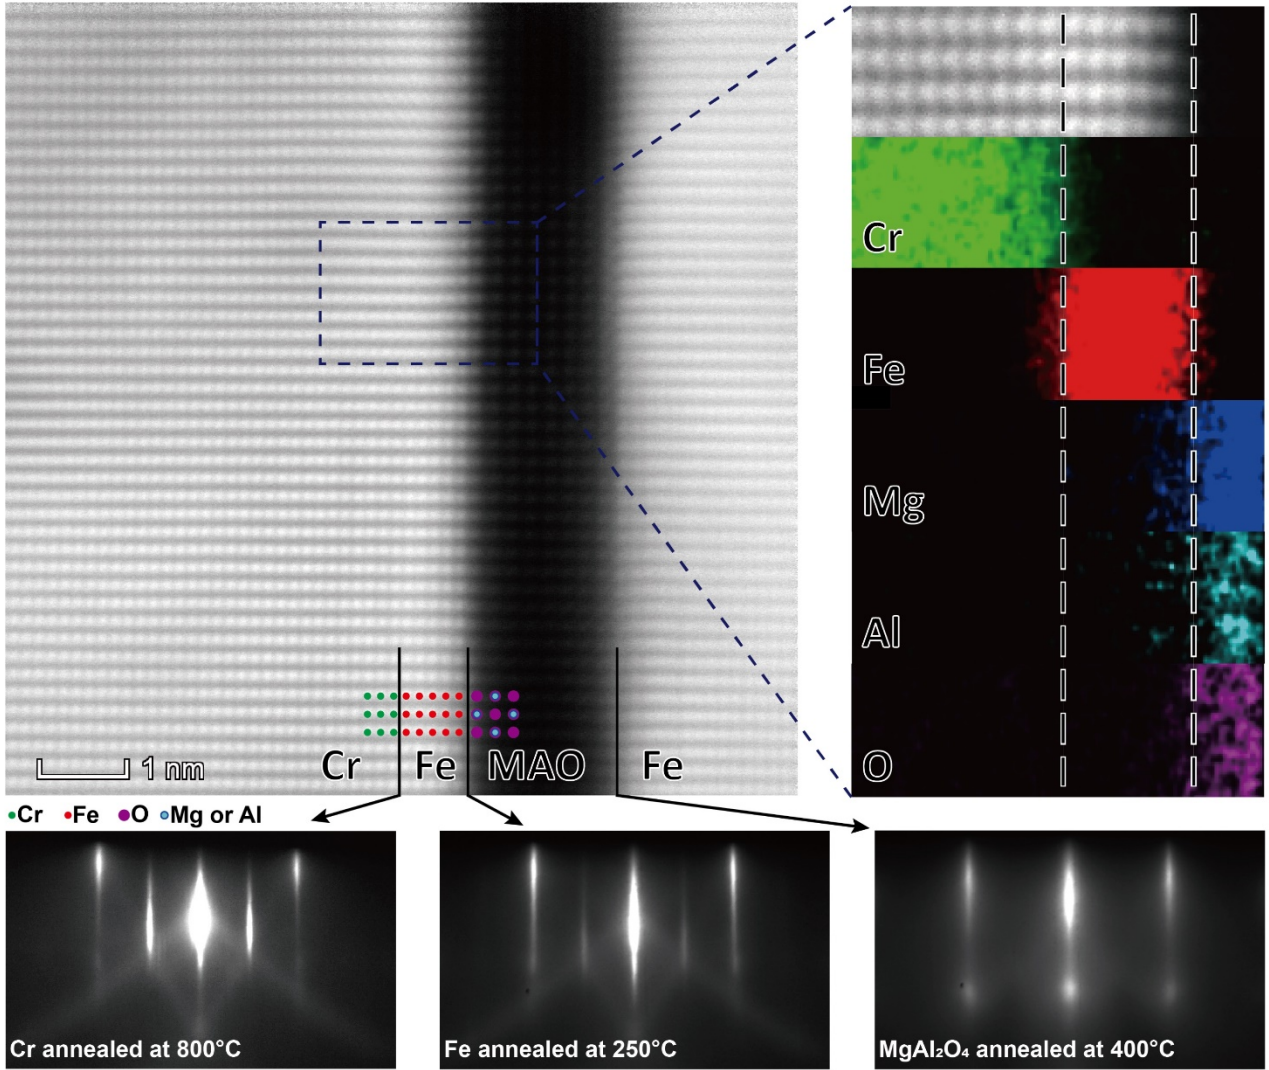 Cr
Fe
Mg
Al
O
1 nm
Cr
Fe
MAO
Fe
Cr Fe O Mg or Al
Cr annealed at 800°C
Fe annealed at 250°C
MgAl₂O₄ annealed at 400°C